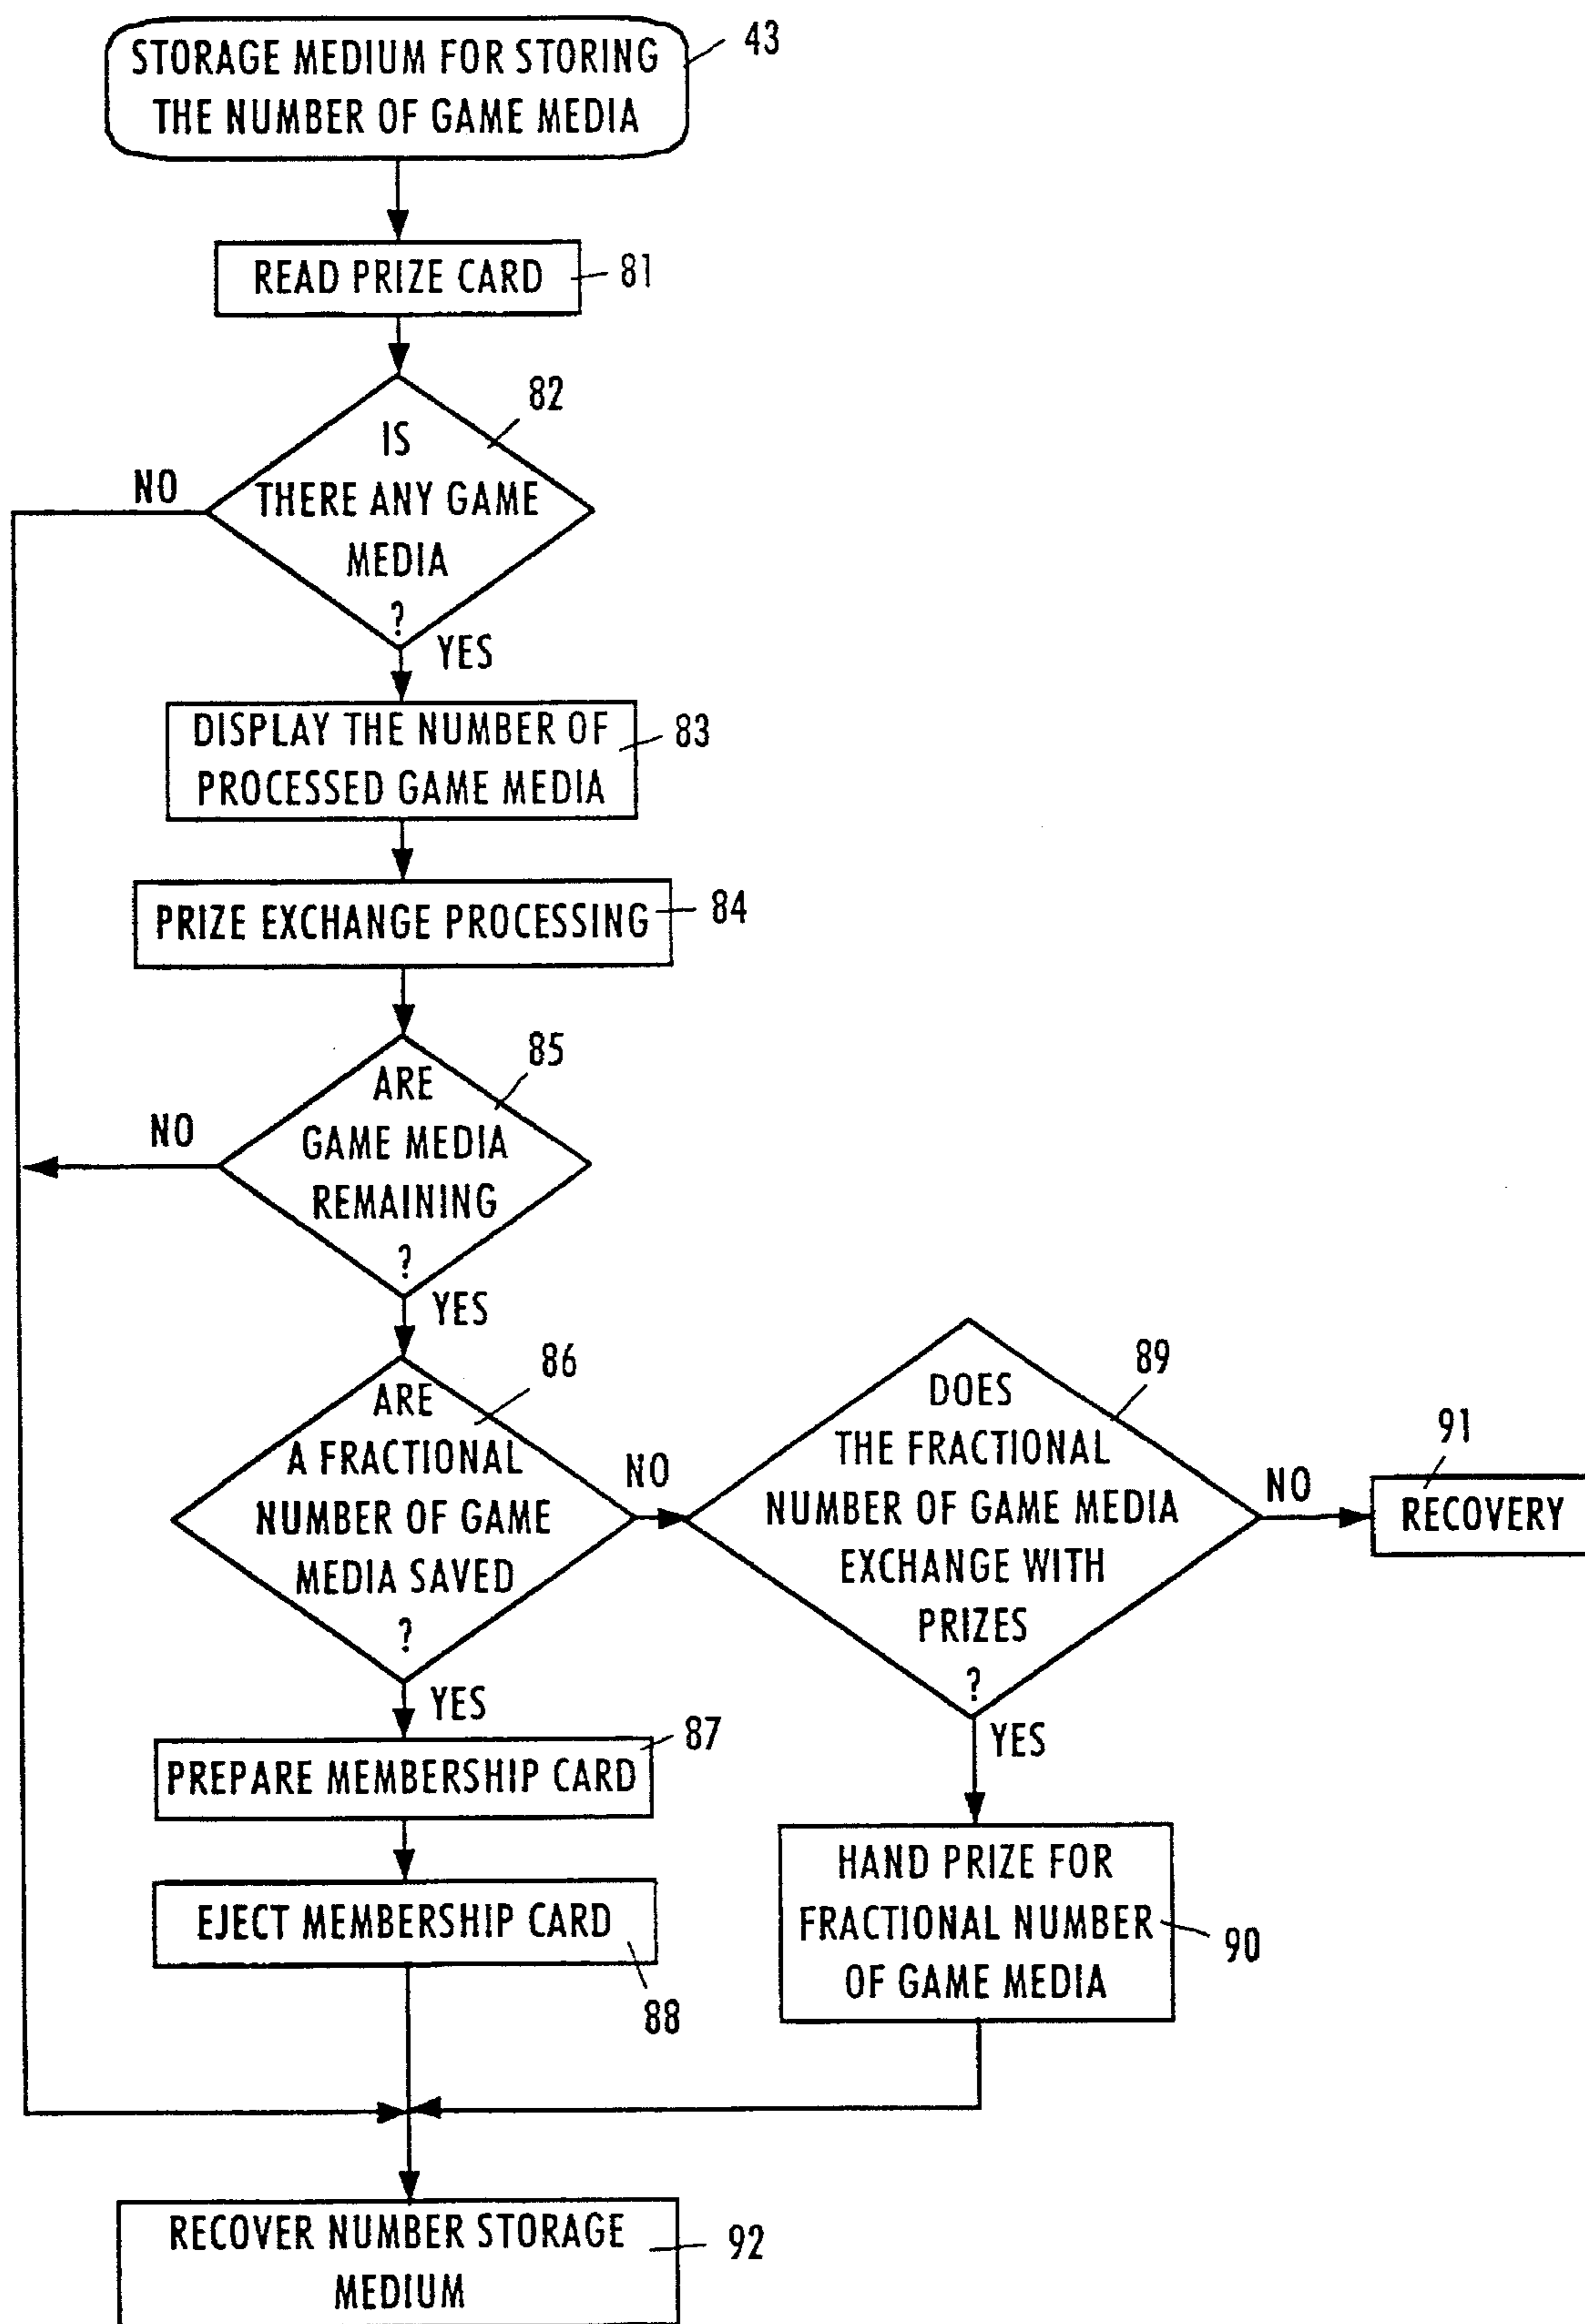 STORAGE MEDIUM FOR STORING
THE NUMBER OF GAME MEDIA
43
READ PRIZE CARD
81
82
IS
THERE ANY GAME
MEDIA
?
NO
YES
DISPLAY THE NUMBER OF
PROCESSED GAME MEDIA
83
PRIZE EXCHANGE PROCESSING
84
85
ARE
GAME MEDIA
REMAINING
?
NO
YES
86
ARE
A FRACTIONAL
NUMBER OF GAME
MEDIA SAVED
?
NO
YES
89
DOES
THE FRACTIONAL
NUMBER OF GAME MEDIA
EXCHANGE WITH
PRIZES
?
NO
YES
91
RECOVERY
87
PREPARE MEMBERSHIP CARD
EJECT MEMBERSHIP CARD
88
HAND PRIZE FOR
FRACTIONAL NUMBER
OF GAME MEDIA
90
RECOVER NUMBER STORAGE
MEDIUM
92